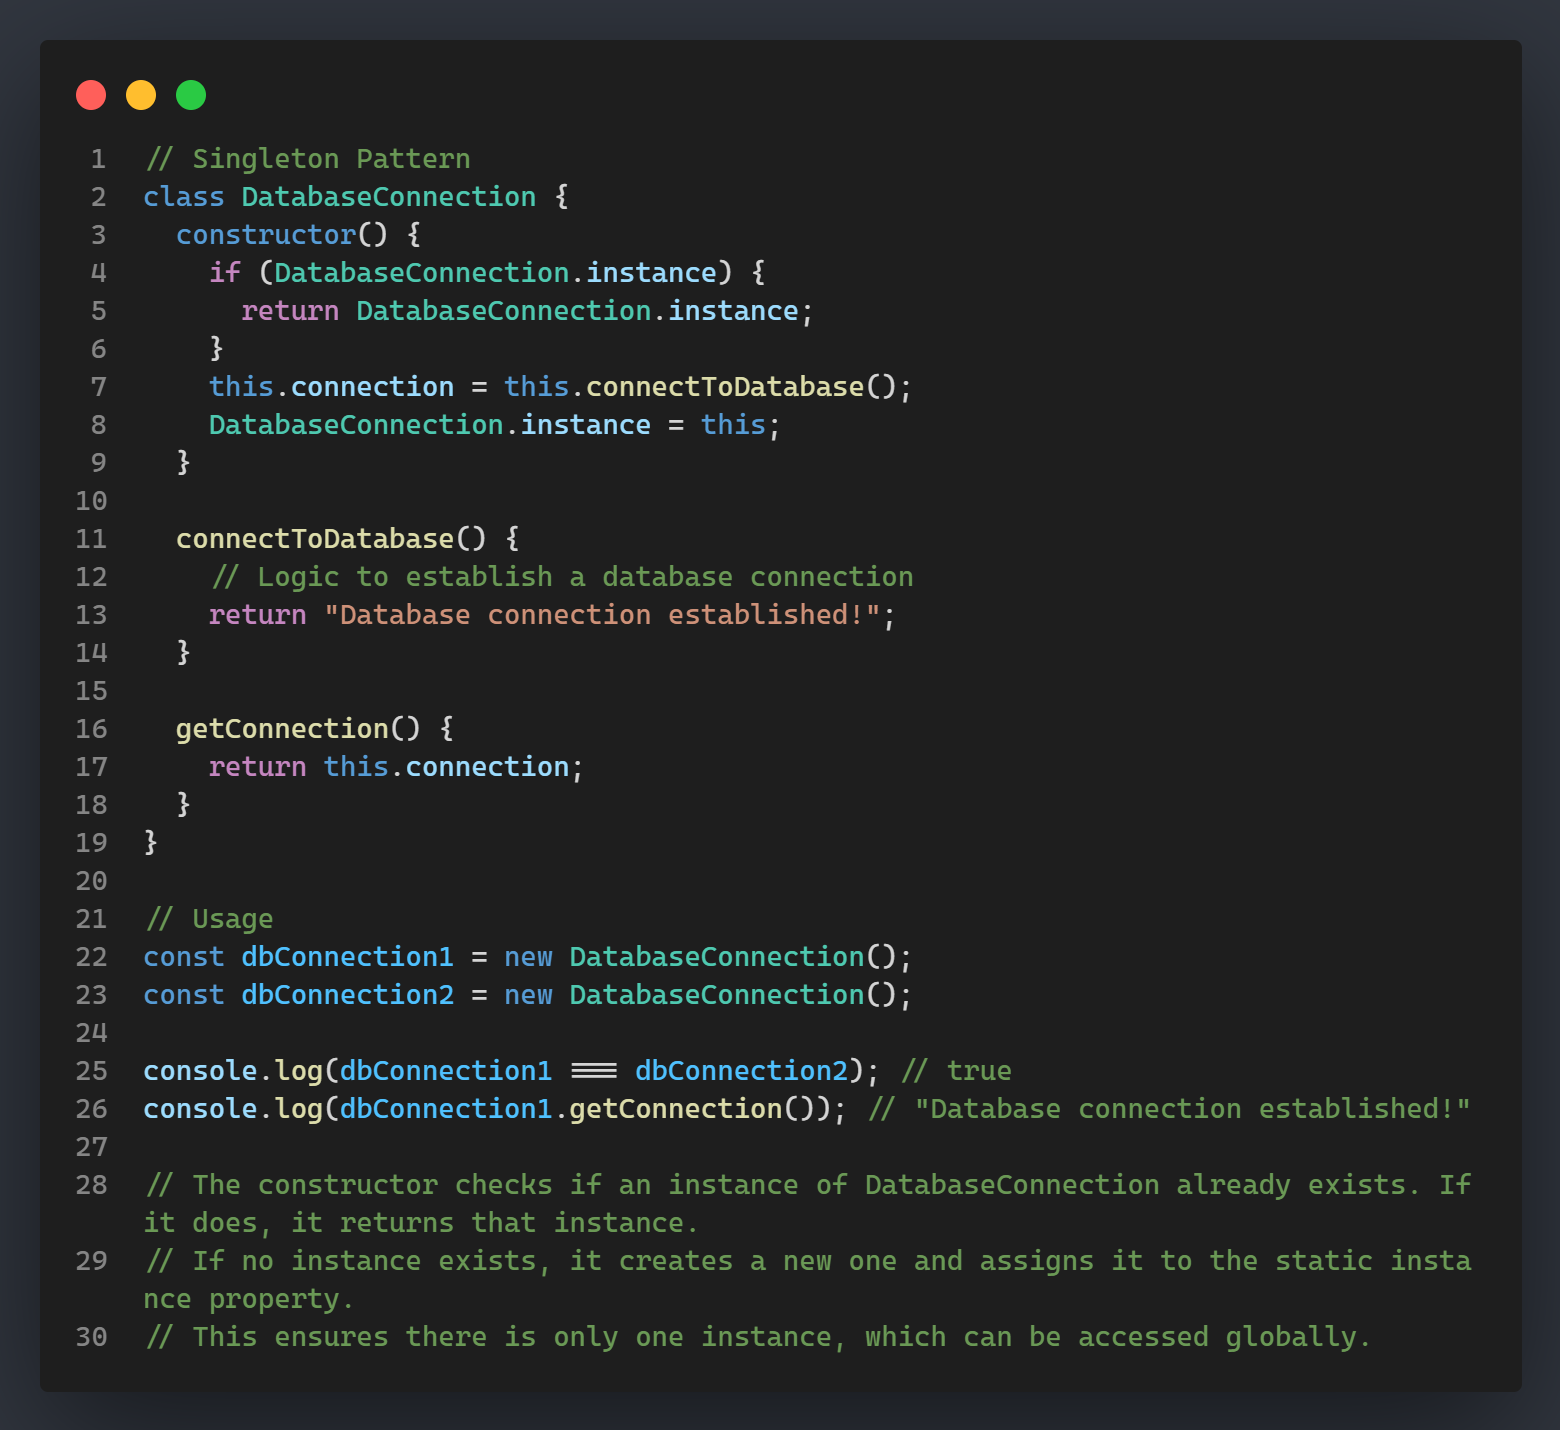 1 // Singleton Pattern
2 class DatabaseConnection {
3   constructor() {
4     if (DatabaseConnection.instance) {
5       return DatabaseConnection.instance;
6     }
7     this.connection = this.connectToDatabase();
8     DatabaseConnection.instance = this;
9   }
10
11   connectToDatabase() {
12     // Logic to establish a database connection
13     return "Database connection established!";
14   }
15
16   getConnection() {
17     return this.connection;
18   }
19 }
20
21 // Usage
22 const dbConnection1 = new DatabaseConnection();
23 const dbConnection2 = new DatabaseConnection();
24
25 console.log(dbConnection1 === dbConnection2); // true
26 console.log(dbConnection1.getConnection()); // "Database connection established!"
27
28 // The constructor checks if an instance of DatabaseConnection already exists. If
it does, it returns that instance.
29 // If no instance exists, it creates a new one and assigns it to the static insta
nce property.
30 // This ensures there is only one instance, which can be accessed globally.